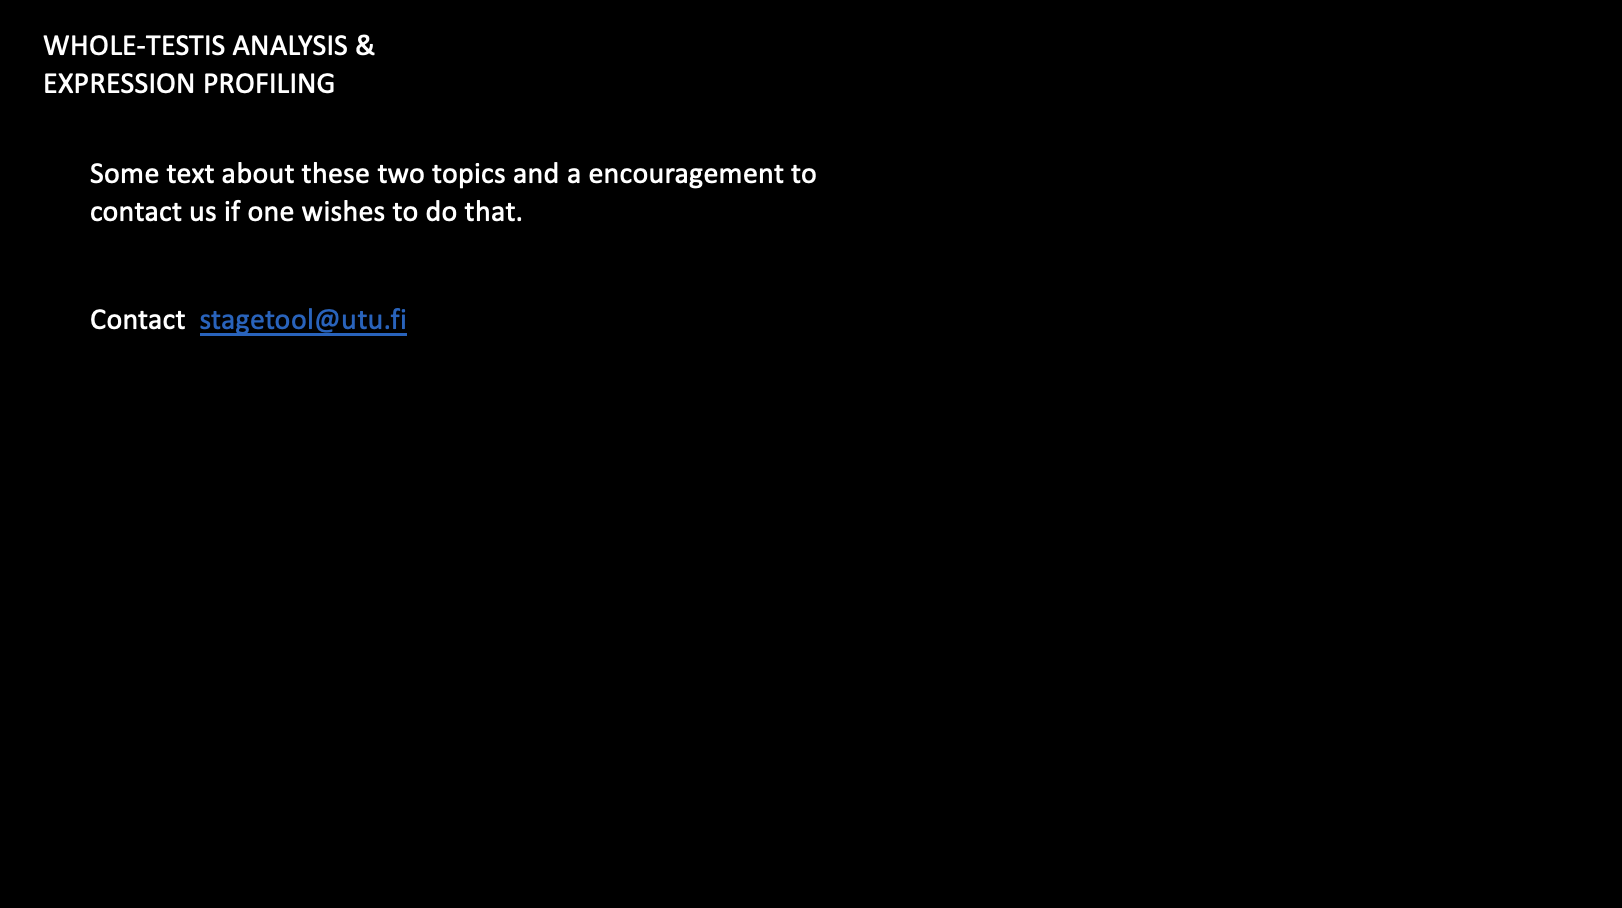 WHOLE-TESTIS ANALYSIS &
EXPRESSION PROFILING
Some text about these two topics and a encouragement to
contact us if one wishes to do that.
Contact stagetool@utu.fi